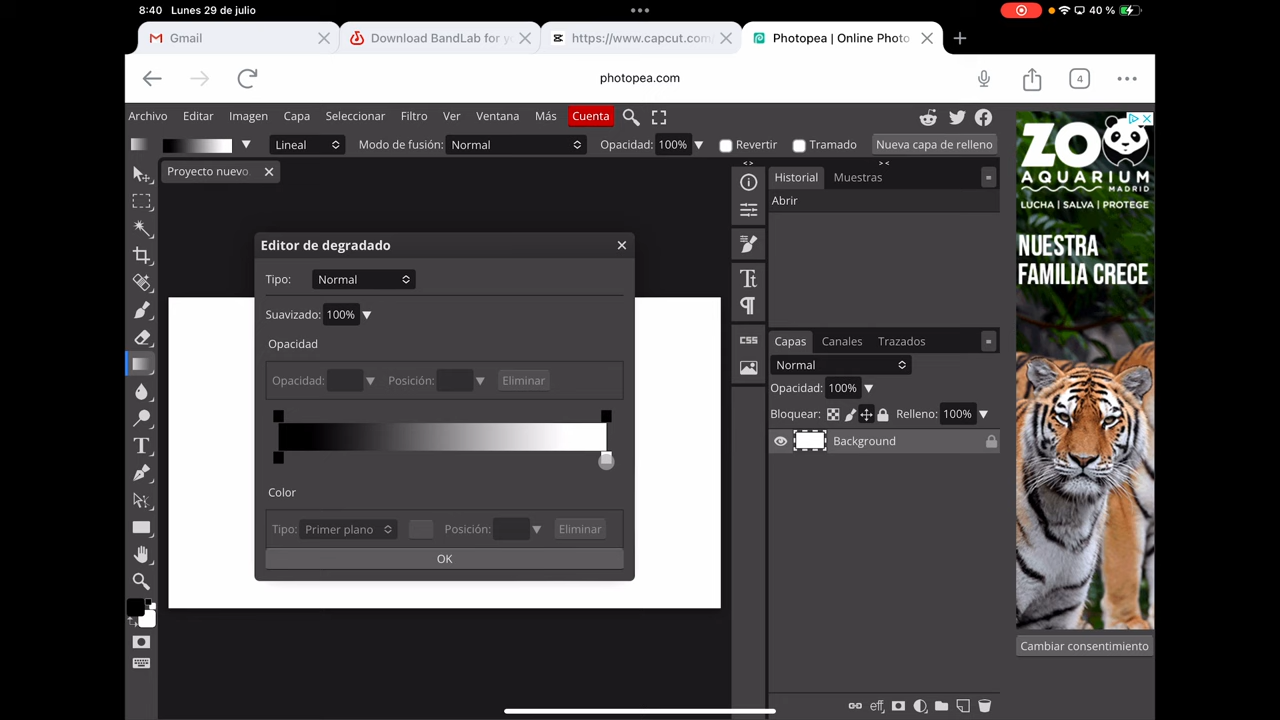 8:40 Lunes 29 de julio
40 %
Gmail
Download BandLab for y
https://www.capcut.com/
Photopea | Online Photo
photopea.com
4
Archivo Editar Imagen Capa Seleccionar Filtro Ver Ventana Más Cuenta
Lineal Modo de fusión: Normal Opacidad: 100% Revertir Tramado Nueva capa de relleno
Proyecto nuevo
Historial Muestras
Abrir
Editor de degradado
Tipo: Normal
Suavizado: 100%
Opacidad
Opacidad: Posición: Eliminar
Color
Tipo: Primer plano Posición: Eliminar
OK
CSS
Capas Canales Trazados
Normal
Opacidad: 100%
Bloquear: Relleno: 100%
Background
eff
ZOO
AQUARIUM
MADRID
LUCHA | SALVA | PROTEGE
NUESTRA
FAMILIA CRECE
Cambiar consentimiento